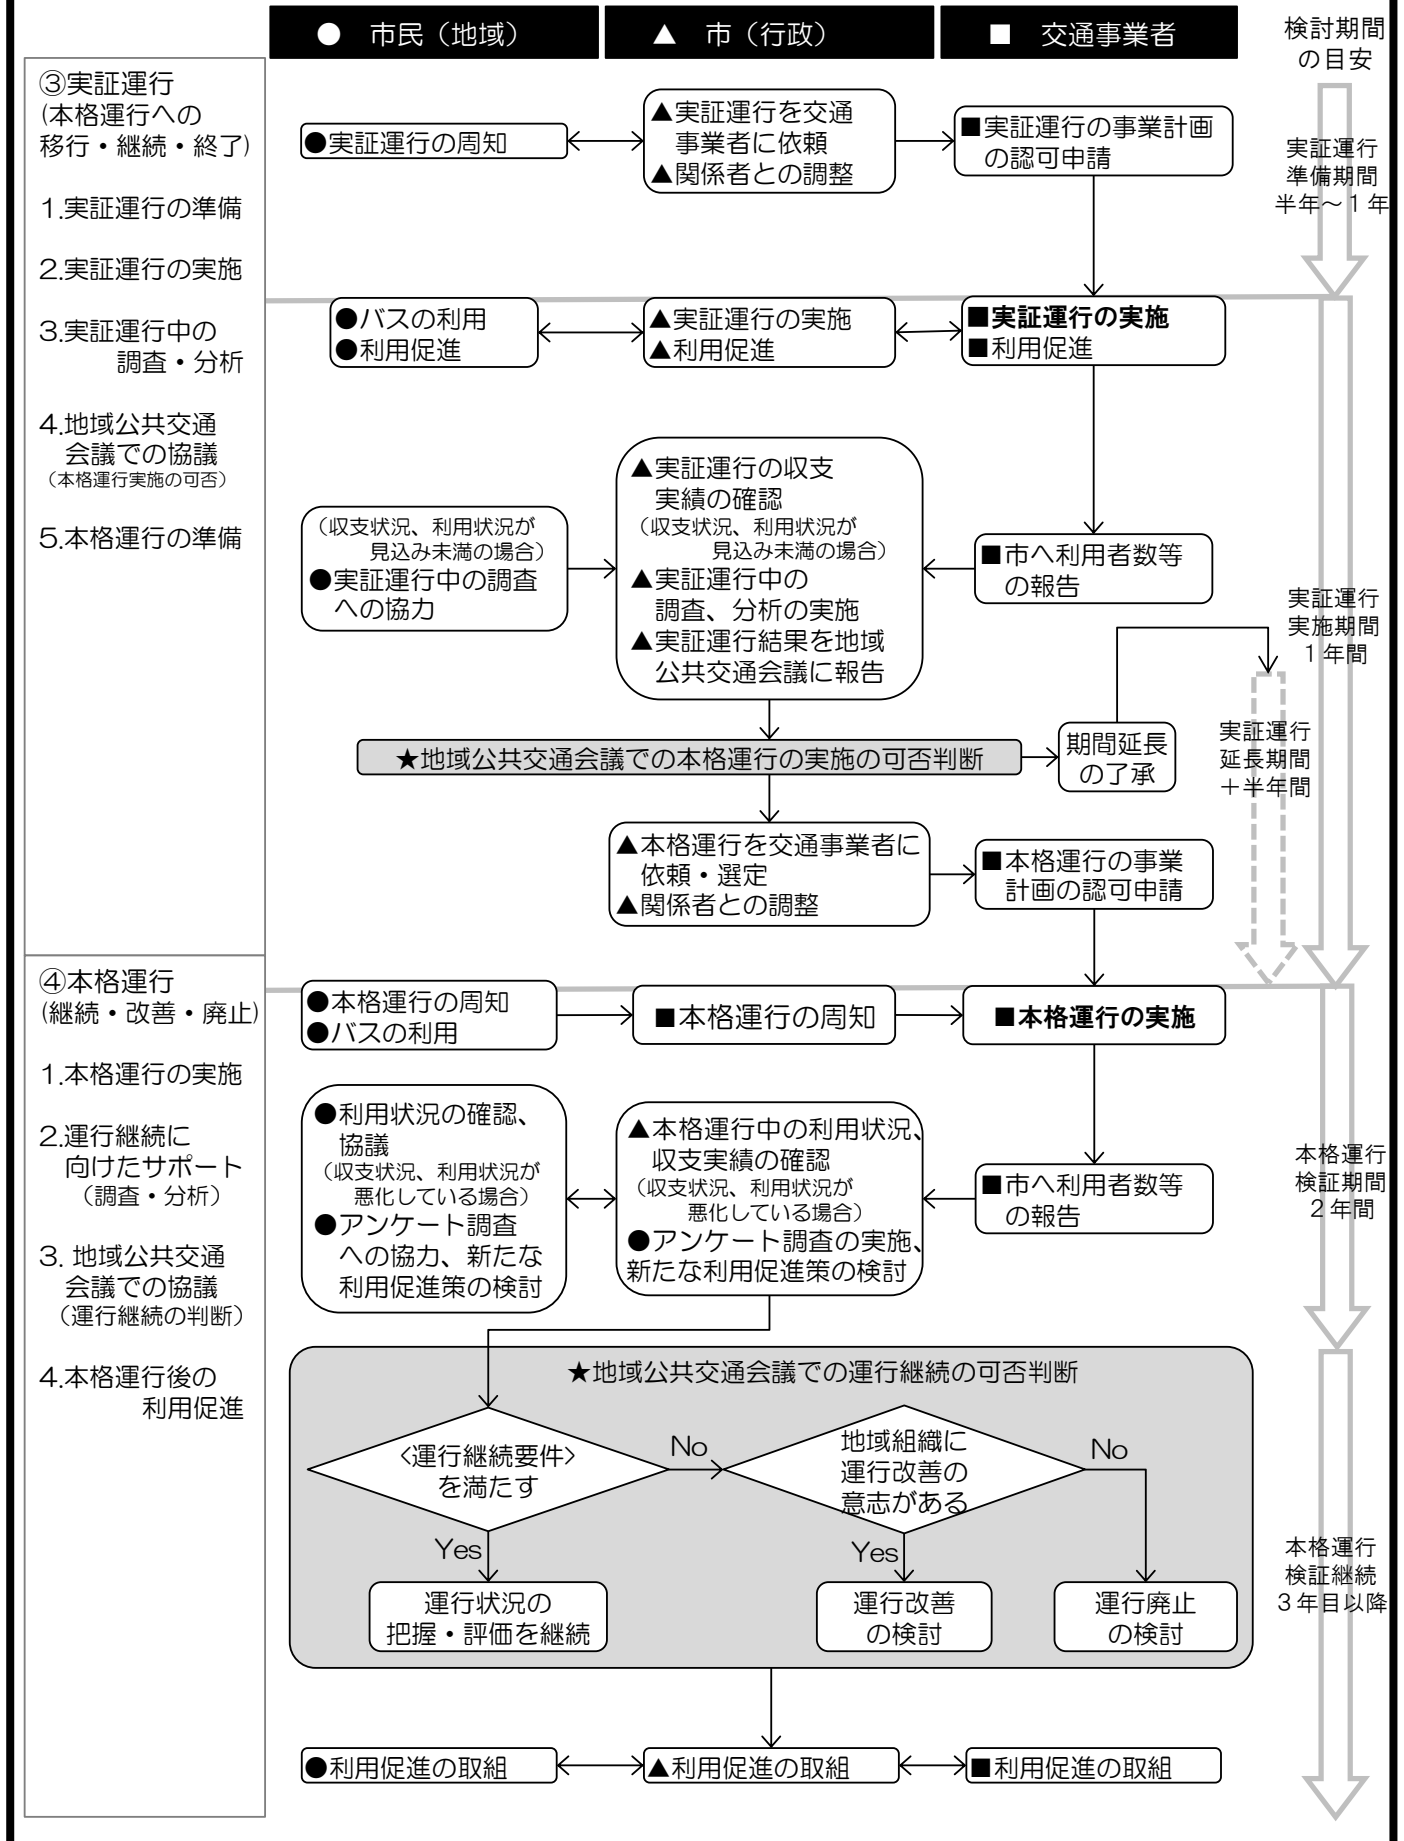 ● 市民（地域）
▲ 市（行政）
■ 交通事業者
検討期間
の目安
③実証運行
(本格運行への
移行・継続・終了)
1.実証運行の準備
2.実証運行の実施
3.実証運行中の
調査・分析
4.地域公共交通
会議での協議
（本格運行実施の可否）
5.本格運行の準備
●実証運行の周知
▲実証運行を交通
事業者に依頼
▲関係者との調整
■実証運行の事業計画
の認可申請
実証運行
準備期間
半年～１年
●バスの利用
●利用促進
▲実証運行の実施
▲利用促進
■実証運行の実施
■利用促進
（収支状況、利用状況が
見込み未満の場合）
●実証運行中の調査
への協力
▲実証運行の収支
実績の確認
（収支状況、利用状況が
見込み未満の場合）
▲実証運行中の
調査、分析の実施
▲実証運行結果を地域
公共交通会議に報告
■市へ利用者数等
の報告
実証運行
実施期間
１年間
★地域公共交通会議での本格運行の実施の可否判断
期間延長
の了承
実証運行
延長期間
＋半年間
▲本格運行を交通事業者に
依頼・選定
▲関係者との調整
■本格運行の事業
計画の認可申請
④本格運行
(継続・改善・廃止)
1.本格運行の実施
2.運行継続に
向けたサポート
（調査・分析）
3. 地域公共交通
会議での協議
（運行継続の判断）
4.本格運行後の
利用促進
●本格運行の周知
●バスの利用
■本格運行の周知
■本格運行の実施
●利用状況の確認、
協議
（収支状況、利用状況が
悪化している場合）
●アンケート調査
への協力、新たな
利用促進策の検討
▲本格運行中の利用状況、
収支実績の確認
（収支状況、利用状況が
悪化している場合）
●アンケート調査の実施、
新たな利用促進策の検討
■市へ利用者数等
の報告
本格運行
検証期間
２年間
★地域公共交通会議での運行継続の可否判断
<運行継続要件>
を満たす
No
地域組織に
運行改善の
意志がある
No
Yes
Yes
運行状況の
把握・評価を継続
運行改善
の検討
運行廃止
の検討
本格運行
検証継続
３年目以降
●利用促進の取組
▲利用促進の取組
■利用促進の取組